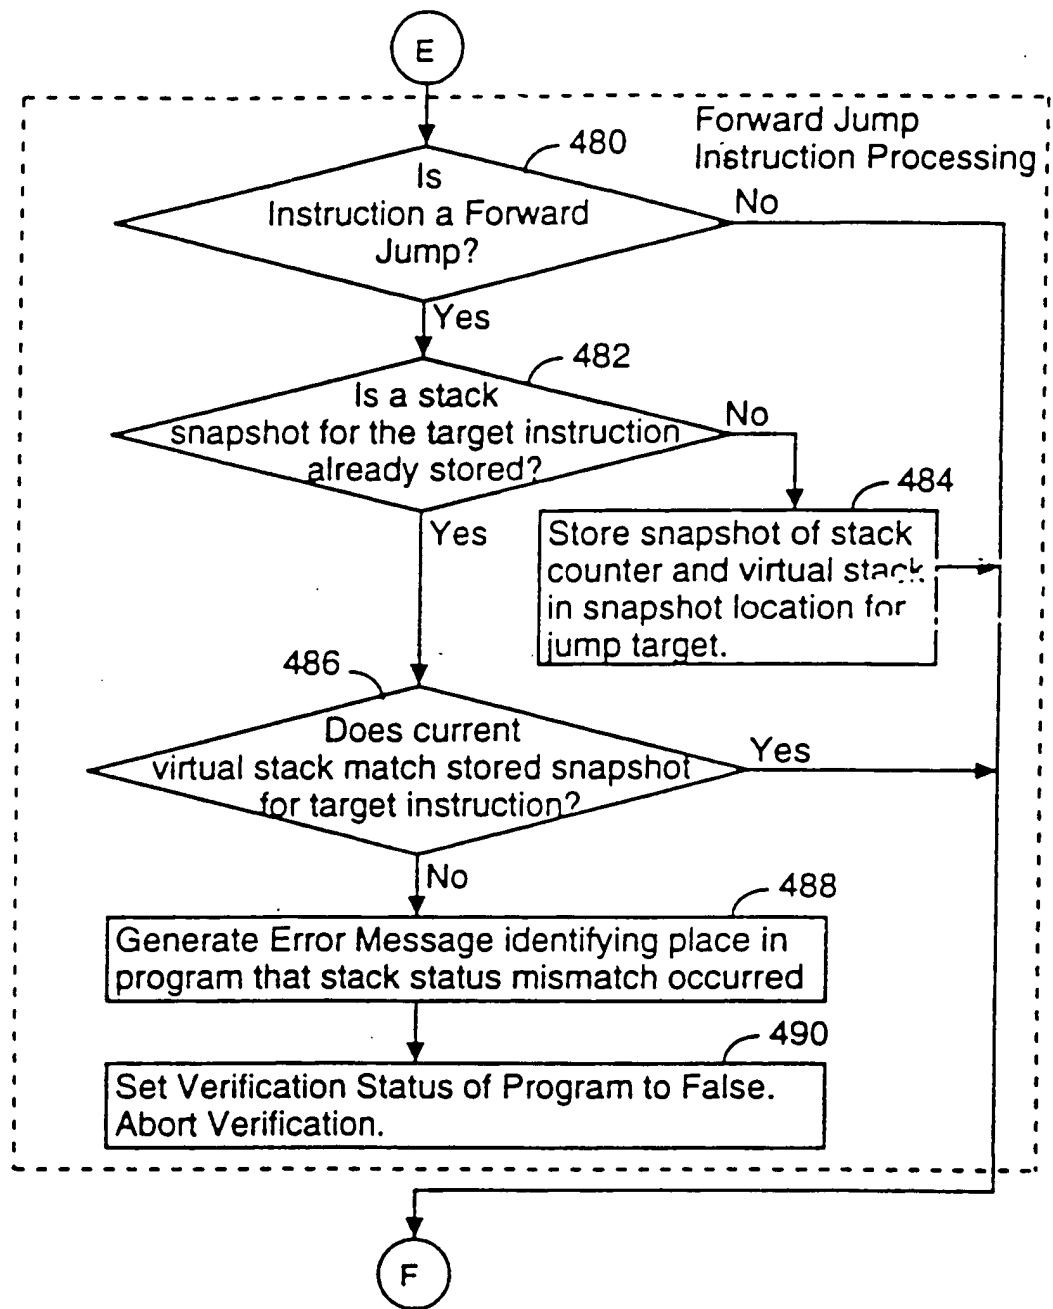 E
Forward Jump
Instruction Processing
480
Is
Instruction a Forward
Jump?
No
Yes
482
Is a stack
snapshot for the target instruction
already stored?
No
Yes
484
Store snapshot of stack
counter and virtual stack
in snapshot location for
jump target.
486
Does current
virtual stack match stored snapshot
for target instruction?
Yes
No
488
Generate Error Message identifying place in
program that stack status mismatch occurred
490
Set Verification Status of Program to False.
Abort Verification.
F